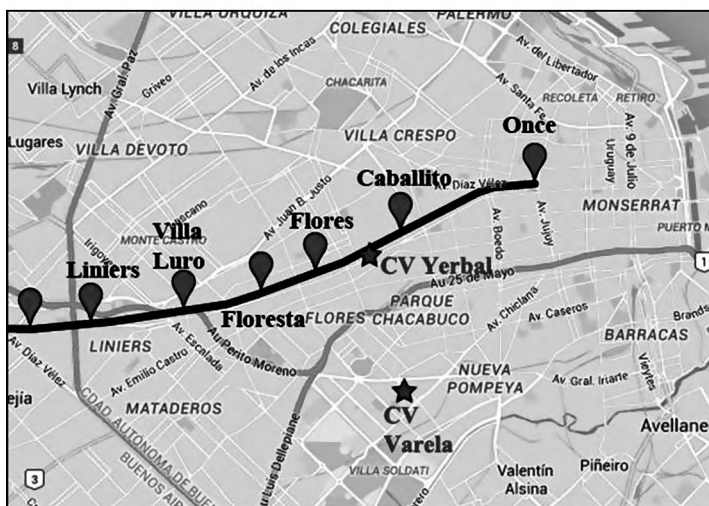 VILLA URQUIZA
PALERMO
COLEGIALES
8
Av. Gral. Paz
Av. de los Incas
Av. del Libertador
Villa Lynch
Griveo
CHACARITA
Av. Santa Fe
RECOLETA
RETIRO
Lugares
VILLA DEVOTO
VILLA CRESPO
Once
Uruguay
Av. 9 de Julio
Caballito
Av. Díaz Vélez
Av. Juan B. Justo
MONSERRAT
Flores
Villa
Luro
MONTE CASTRO
Av. Boedo
Av. Jujuy
PUERTO M
Liniers
CV Yerbal
Au 25 de Mayo
1
PARQUE
CHACABUCO
Floresta
FLORES
Av. Chiclana
Av. Caseros
Brands
LINIERS
Av. Díaz Vélez
Av. Escalada
Au Perito Moreno
BARRACAS
Av. Emilio Castro
NUEVA
POMPEYA
Av. Gral. Iriarte
Vieytes
ejía
MATADEROS
CV
Varela
Avellane
CDAD. AUTÓNOMA DE BUE
BUENOS AIR
Au Luis Dellepiane
3
VILLA SOLDATI
Valentín
Alsina
Piñeiro